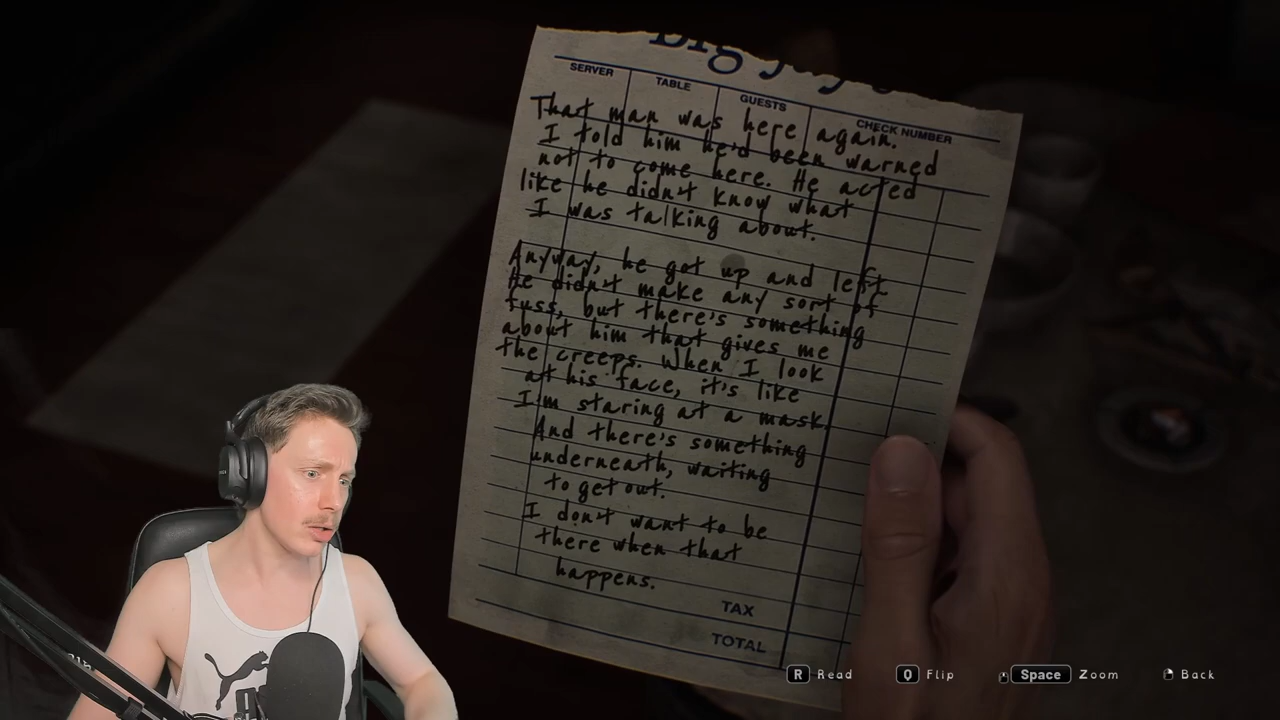 Big Jay's
SERVER TABLE GUESTS CHECK NUMBER
That man was here again.
I told him he'd been warned
not to come here. He acted
like he didn't know what
I was talking about.
Anyway, he got up and left.
He didn't make any sort of
fuss, but there's something
about him that gives me
the creeps. When I look
at his face, it's like
I'm staring at a mask.
And there's something
underneath, waiting
to get out.
I don't want to be
there when that
happens.
TAX
TOTAL
R Read Q Flip Space Zoom Back